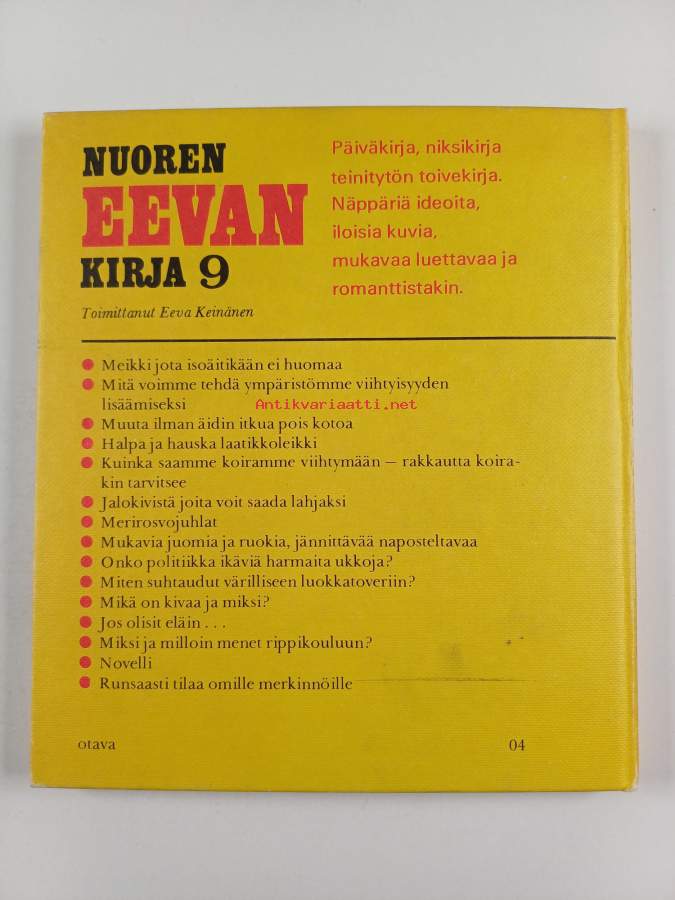 NUOREN
EEVAN
KIRJA 9
Toimittanut Eeva Keinänen
Päiväkirja, niksikirja
teinitytön toivekirja.
Näppäriä ideoita,
iloisia kuvia,
mukavaa luettavaa ja
romanttistakin.
Meikki jota isoäitikään ei huomaa
Mitä voimme tehdä ympäristömme viihtyisyyden
lisäämiseksi
Antikvariaatti.net
Muuta ilman äidin itkua pois kotoa
Halpa ja hauska laatikkoleikki
Kuinka saamme koiramme viihtymään – rakkautta koira-
kin tarvitsee
Jalokivistä joita voit saada lahjaksi
Merirosvojuhlat
Mukavia juomia ja ruokia, jännittävää naposteltavaa
Onko politiikka ikäviä harmaita ukkoja?
Miten suhtaudut värilliseen luokkatoveriin?
Mikä on kivaa ja miksi?
Jos olisit eläin . . .
Miksi ja milloin menet rippikouluun?
Novelli
Runsaasti tilaa omille merkinnöille
otava
04